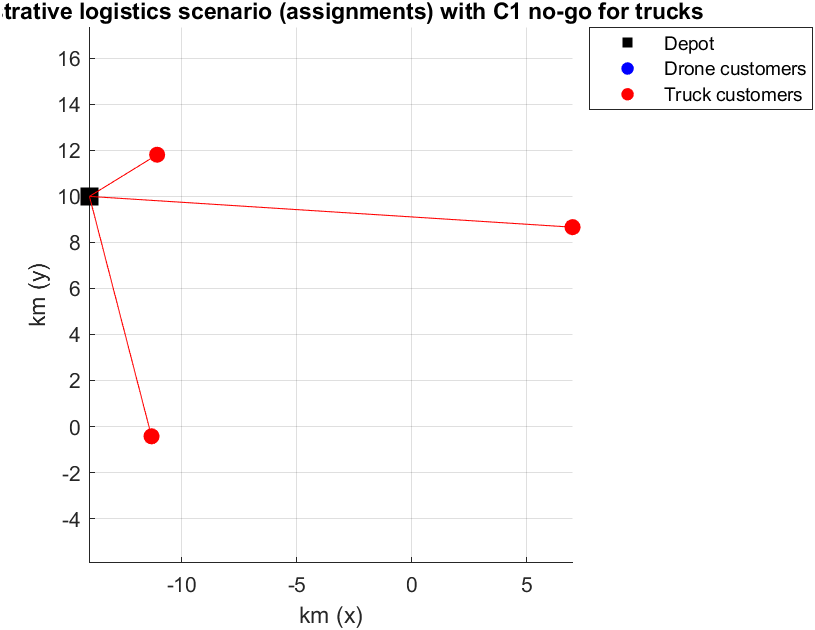 trative logistics scenario (assignments) with C1 no-go for trucks
Depot
Drone customers
Truck customers
16
14
12
10
8
6
4
2
0
-2
-4
km (y)
-10
-5
0
5
km (x)